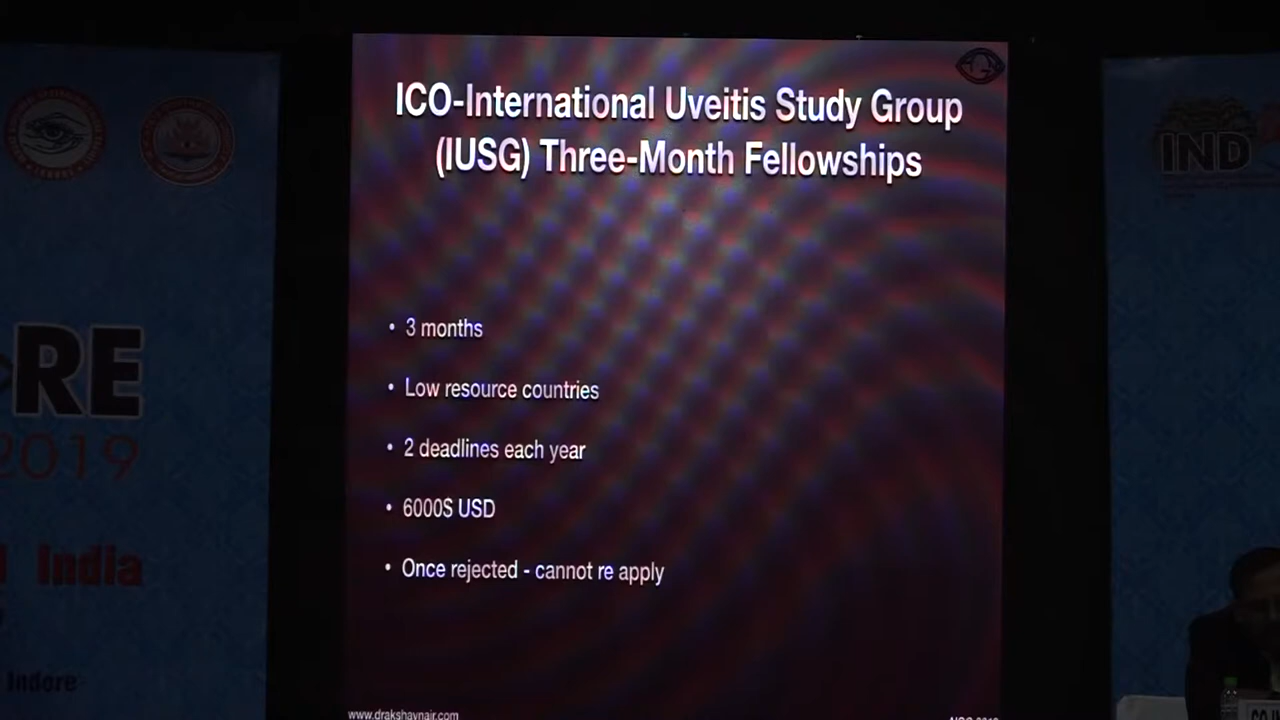 ICO-International Uveitis Study Group
(IUSG) Three-Month Fellowships
• 3 months
• Low resource countries
• 2 deadlines each year
• 6000$ USD
• Once rejected - cannot re apply
www.drakshaynair.com
RE
2019
India
Indore
IND